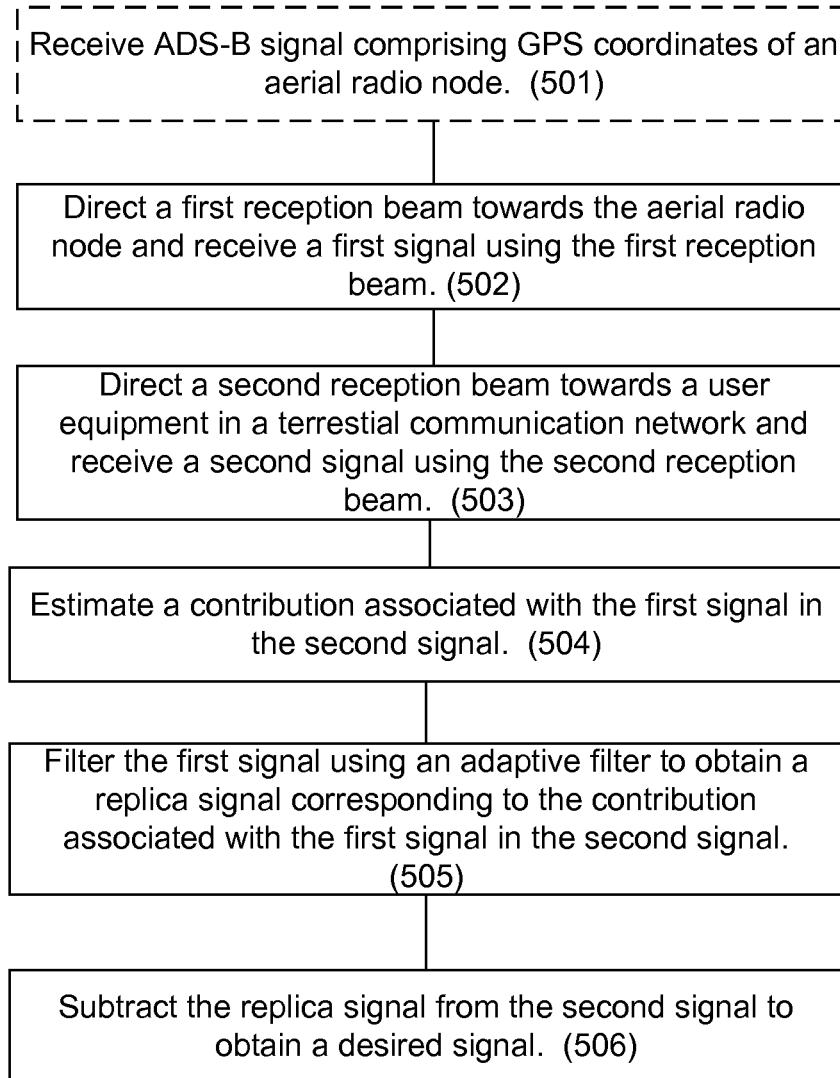 Receive ADS-B signal comprising GPS coordinates of an
aerial radio node.  (501)
Direct a first reception beam towards the aerial radio
node and receive a first signal using the first reception
beam. (502)
Direct a second reception beam towards a user
equipment in a terrestial communication network and
receive a second signal using the second reception
beam.  (503)
Estimate a contribution associated with the first signal in
the second signal.  (504)
Filter the first signal using an adaptive filter to obtain a
replica signal corresponding to the contribution
associated with the first signal in the second signal.
(505)
Subtract the replica signal from the second signal to
obtain a desired signal.  (506)